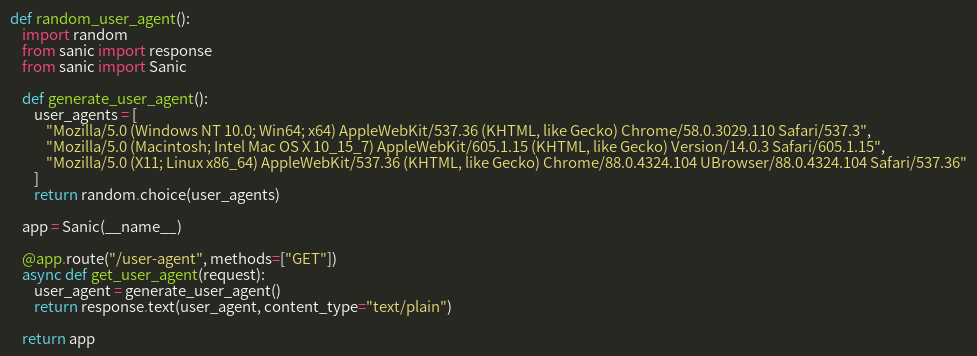 def random_user_agent():
    import random
    from sanic import response
    from sanic import Sanic

    def generate_user_agent():
        user_agents = [
            "Mozilla/5.0 (Windows NT 10.0; Win64; x64) AppleWebKit/537.36 (KHTML, like Gecko) Chrome/58.0.3029.110 Safari/537.3",
            "Mozilla/5.0 (Macintosh; Intel Mac OS X 10_15_7) AppleWebKit/605.1.15 (KHTML, like Gecko) Version/14.0.3 Safari/605.1.15",
            "Mozilla/5.0 (X11; Linux x86_64) AppleWebKit/537.36 (KHTML, like Gecko) Chrome/88.0.4324.104 UBrowser/88.0.4324.104 Safari/537.36"
        ]
        return random.choice(user_agents)

    app = Sanic(__name__)

    @app.route("/user-agent", methods=["GET"])
    async def get_user_agent(request):
        user_agent = generate_user_agent()
        return response.text(user_agent, content_type="text/plain")

    return app